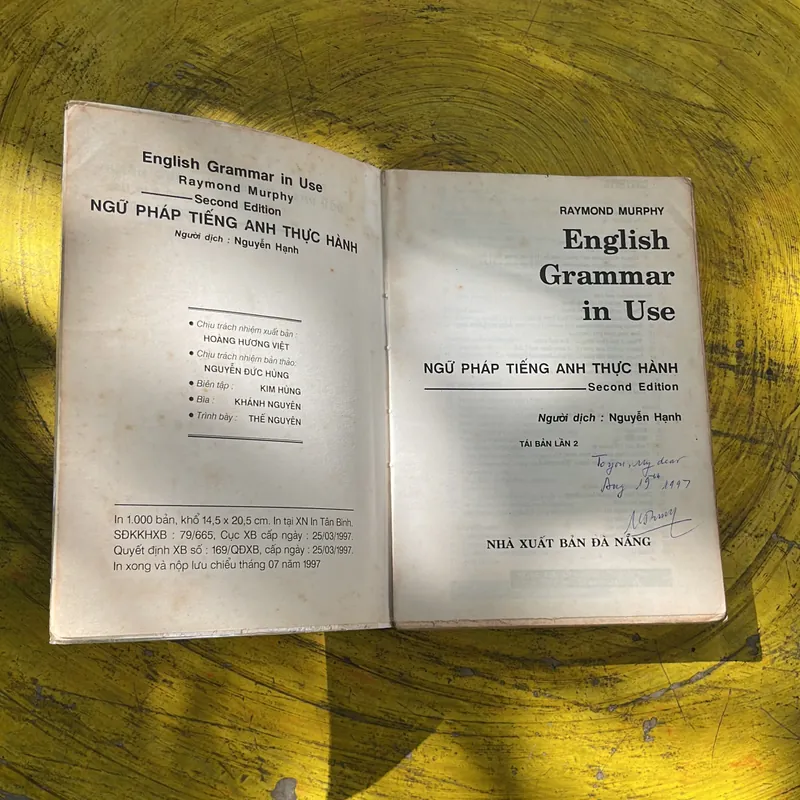 English Grammar in Use
Raymond Murphy
Second Edition
NGỮ PHÁP TIẾNG ANH THỰC HÀNH
Người dịch : Nguyễn Hạnh
• Chịu trách nhiệm xuất bản :
HOÀNG HƯƠNG VIỆT
• Chịu trách nhiệm bản thảo:
NGUYỄN ĐỨC HÙNG
• Biên tập : KIM HÙNG
• Bìa : KHÁNH NGUYÊN
• Trình bày : THẾ NGUYÊN
In 1.000 bản, khổ 14,5 x 20,5 cm. In tại XN In Tân Bình.
SĐKKHXB : 79/665, Cục XB cấp ngày : 25/03/1997.
Quyết định XB số : 169/QĐXB, cấp ngày : 25/03/1997.
In xong và nộp lưu chiểu tháng 07 năm 1997
RAYMOND MURPHY
English
Grammar
in Use
NGỮ PHÁP TIẾNG ANH THỰC HÀNH
Second Edition
Người dịch : Nguyễn Hạnh
TÁI BẢN LẦN 2
To you, My dear
Aug 19th 1997
NHÀ XUẤT BẢN ĐÀ NẴNG